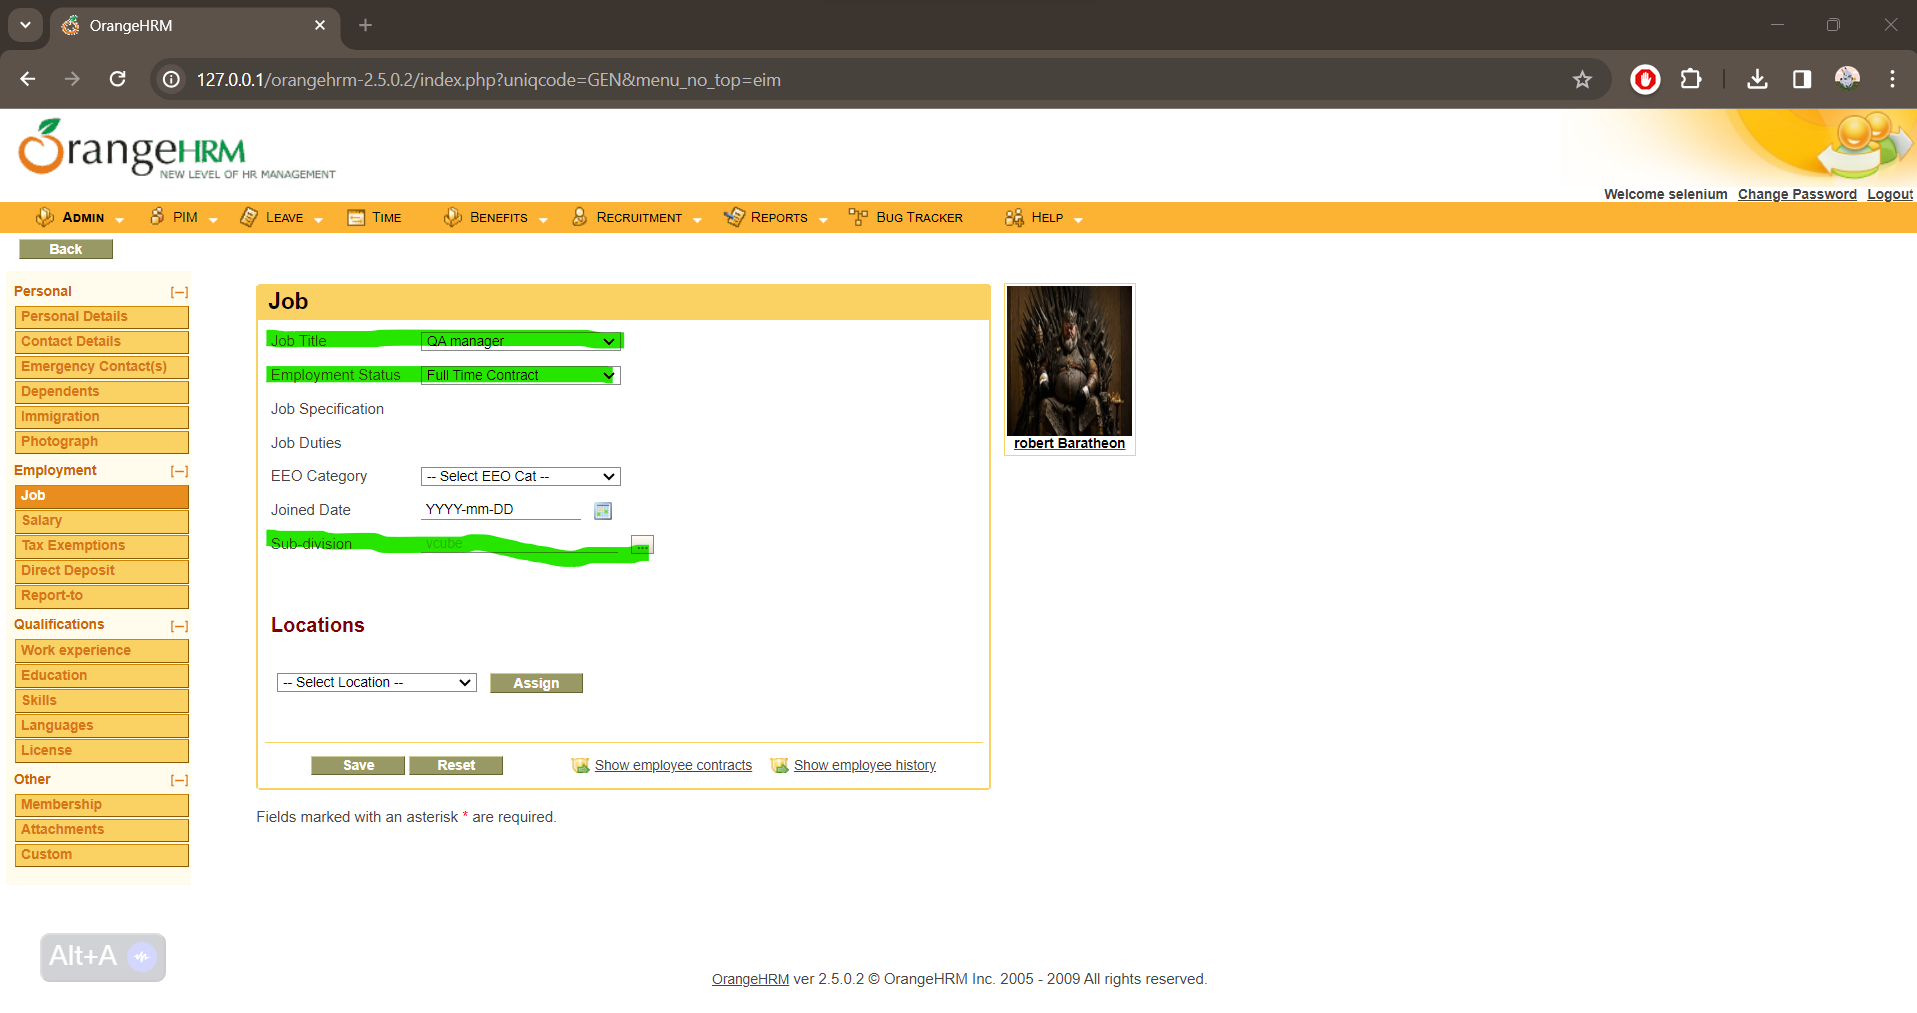 OrangeHRM
127.0.0.1/orangehrm-2.5.0.2/index.php?uniqcode=GEN&menu_no_top=eim
OrangeHRM
NEW LEVEL OF HR MANAGEMENT
Welcome selenium Change Password Logout
ADMIN PIM LEAVE TIME BENEFITS RECRUITMENT REPORTS BUG TRACKER HELP
Back
Personal [–]
Personal Details
Contact Details
Emergency Contact(s)
Dependents
Immigration
Photograph
Employment [–]
Job
Salary
Tax Exemptions
Direct Deposit
Report-to
Qualifications [–]
Work experience
Education
Skills
Languages
License
Other [–]
Membership
Attachments
Custom
Job
Job Title QA manager
Employment Status Full Time Contract
Job Specification
Job Duties
EEO Category -- Select EEO Cat --
Joined Date YYYY-mm-DD
Sub-division vcube ...
Locations
-- Select Location -- Assign
Save Reset Show employee contracts Show employee history
Fields marked with an asterisk * are required.
robert Baratheon
Alt+A
OrangeHRM ver 2.5.0.2 © OrangeHRM Inc. 2005 - 2009 All rights reserved.